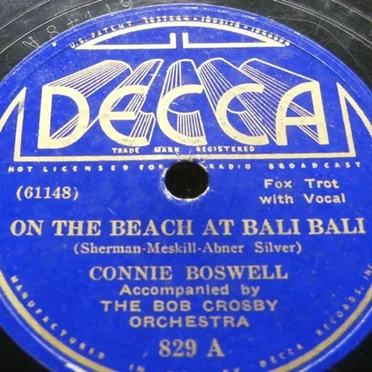 DECCA
TRADE MARK REGISTERED
NOT LICENSED FOR RADIO BROADCAST
(61148)
Fox Trot
with Vocal
ON THE BEACH AT BALI BALI
(Sherman-Meskill-Abner Silver)
CONNIE BOSWELL
Accompanied by
THE BOB CROSBY
ORCHESTRA
829 A
MANUFACTURED IN DECCA RECORDS, INC.